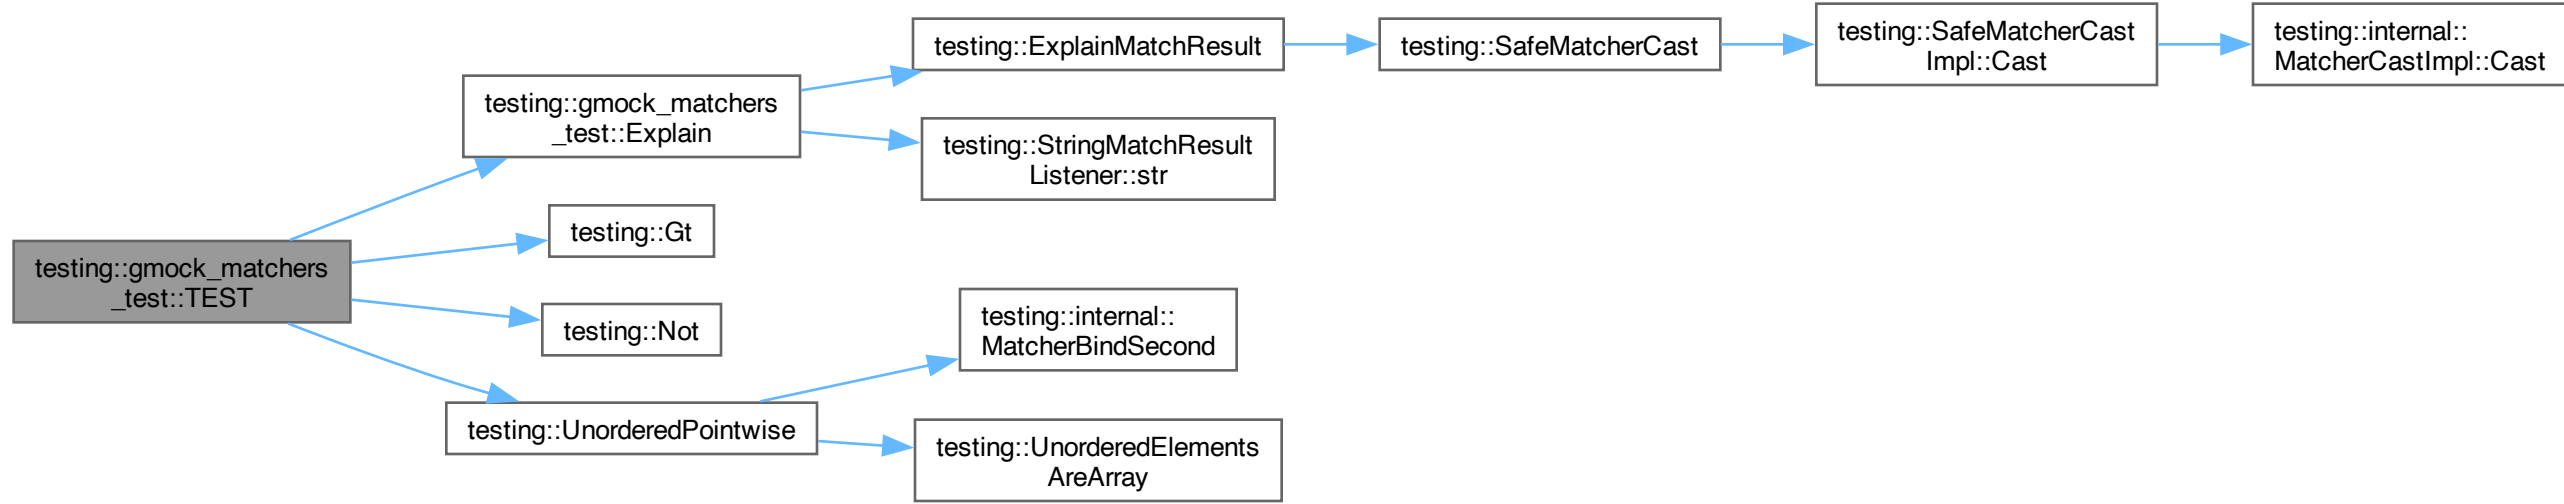 testing::gmock_matchers
_test::TEST
testing::gmock_matchers
_test::Explain
testing::ExplainMatchResult
testing::SafeMatcherCast
testing::SafeMatcherCast
Impl::Cast
testing::internal::
MatcherCastImpl::Cast
testing::StringMatchResult
Listener::str
testing::Gt
testing::Not
testing::UnorderedPointwise
testing::internal::
MatcherBindSecond
testing::UnorderedElements
AreArray